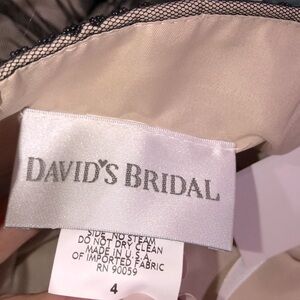 DAVID'S BRIDAL
SIDE, NO STEAM
DO NOT DRY CLEAN
MADE IN U.S.A.
OF IMPORTED FABRIC
RN 90059
4